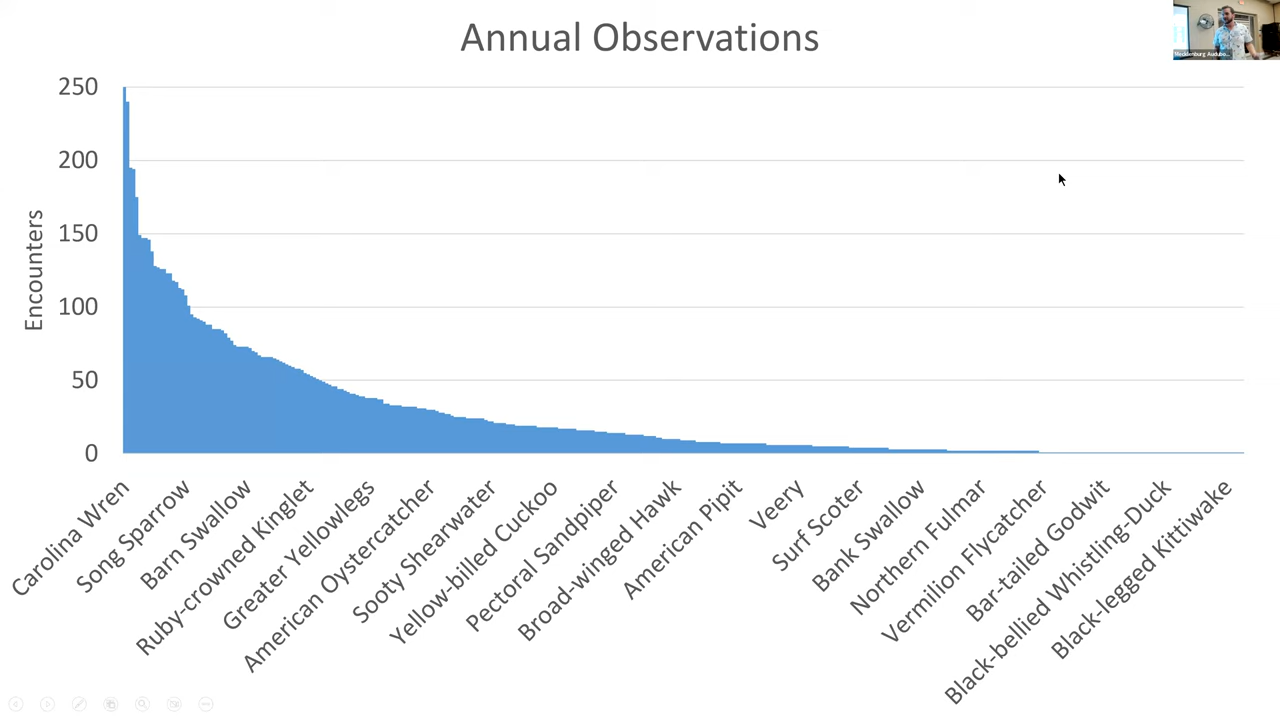 Annual Observations
Mecklenburg Audubo...
250
200
150
100
50
0
Encounters
Carolina Wren
Song Sparrow
Barn Swallow
Ruby-crowned Kinglet
Greater Yellowlegs
American Oystercatcher
Sooty Shearwater
Yellow-billed Cuckoo
Pectoral Sandpiper
Broad-winged Hawk
American Pipit
Veery
Surf Scoter
Bank Swallow
Northern Fulmar
Vermilion Flycatcher
Bar-tailed Godwit
Black-bellied Whistling-Duck
Black-legged Kittiwake